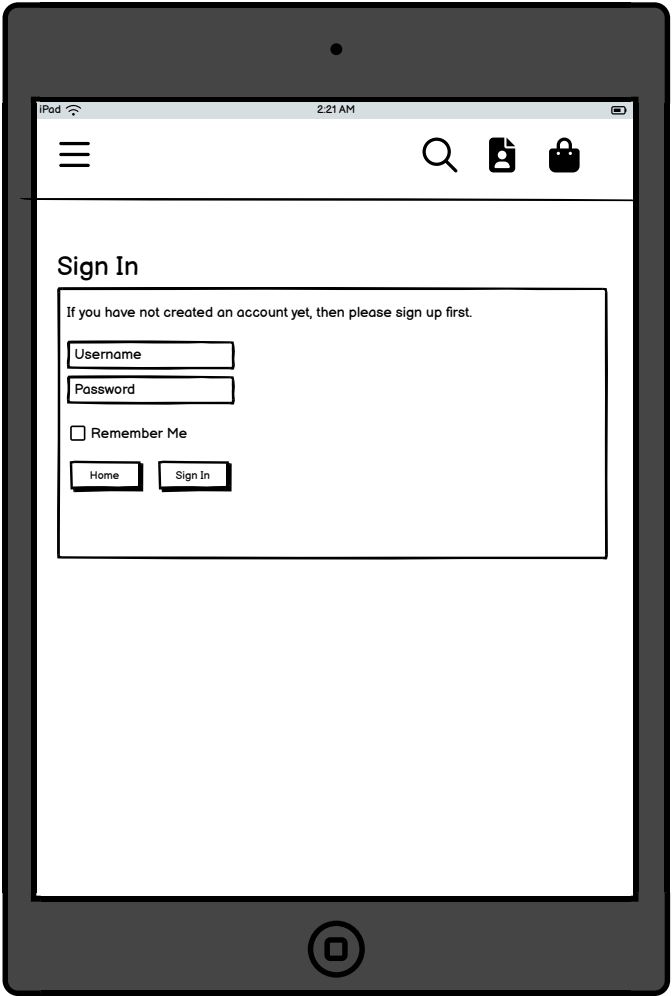 iPad 2:21 AM
Sign In
If you have not created an account yet, then please sign up first.
Username
Password
Remember Me
Home Sign In